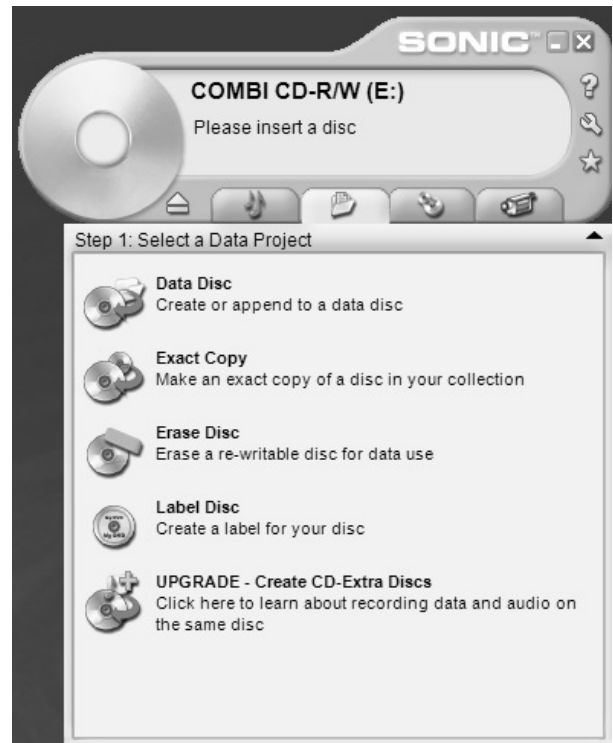 SONIC™
COMBI CD-R/W (E:)
Please insert a disc
Step 1: Select a Data Project
Data Disc
Create or append to a data disc
Exact Copy
Make an exact copy of a disc in your collection
Erase Disc
Erase a re-writable disc for data use
Label Disc
Create a label for your disc
UPGRADE - Create CD-Extra Discs
Click here to learn about recording data and audio on
the same disc